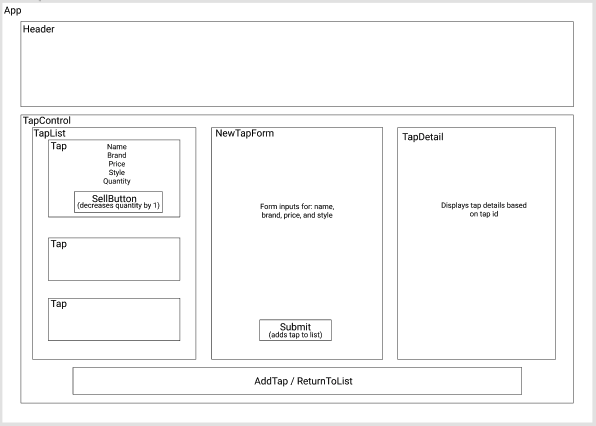 App
Header
TapControl
TapList
Tap
Name
Brand
Price
Style
Quantity
SellButton
(decreases quantity by 1)
Tap
Tap
NewTapForm
Form inputs for: name,
brand, price, and style
Submit
(adds tap to list)
TapDetail
Displays tap details based
on tap id
AddTap / ReturnToList